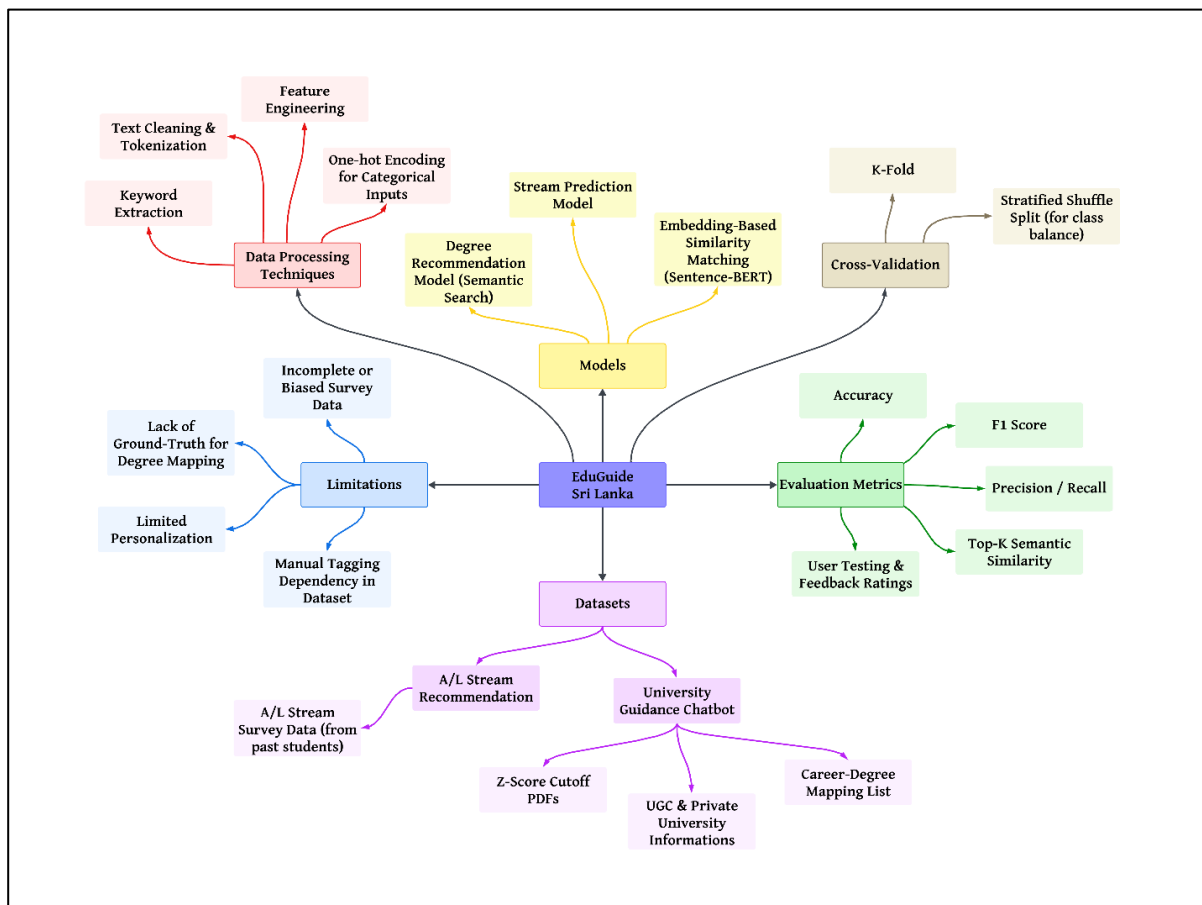 Feature
Engineering
Text Cleaning &
Tokenization
One-hot Encoding
for Categorical
Inputs
Keyword
Extraction
Data Processing
Techniques
Stream Prediction
Model
Degree
Recommendation
Model (Semantic
Search)
Embedding-Based
Similarity
Matching
(Sentence-BERT)
Models
K-Fold
Stratified Shuffle
Split (for class
balance)
Cross-Validation
Incomplete or
Biased Survey
Data
Lack of
Ground-Truth for
Degree Mapping
Limitations
Limited
Personalization
Manual Tagging
Dependency in
Dataset
EduGuide
Sri Lanka
Accuracy
F1 Score
Evaluation Metrics
Precision / Recall
User Testing &
Feedback Ratings
Top-K Semantic
Similarity
Datasets
A/L Stream
Recommendation
A/L Stream
Survey Data (from
past students)
University
Guidance Chatbot
Z-Score Cutoff
PDFs
UGC & Private
University
Informations
Career-Degree
Mapping List